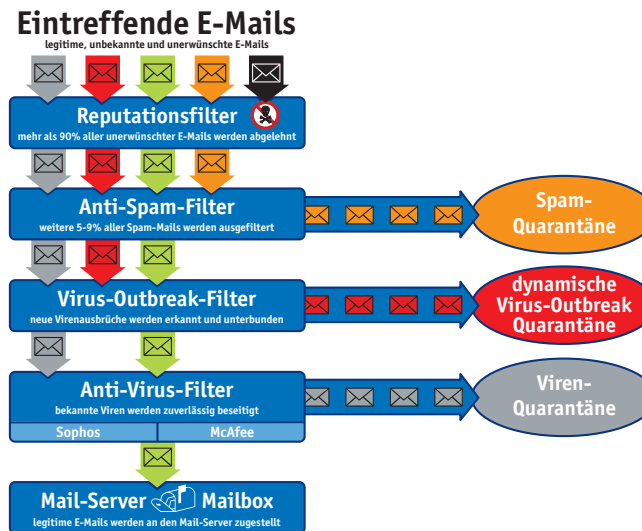 Eintreffende E-Mails
legitime, unbekannte und unerwünschte E-Mails
Reputationsfilter
mehr als 90% aller unerwünschter E-Mails werden abgelehnt
Anti-Spam-Filter
weitere 5-9% aller Spam-Mails werden ausgefiltert
Spam-
Quarantäne
Virus-Outbreak-Filter
neue Virenausbrüche werden erkannt und unterbunden
dynamische
Virus-Outbreak
Quarantäne
Anti-Virus-Filter
bekannte Viren werden zuverlässig beseitigt
Sophos McAfee
Viren-
Quarantäne
Mail-Server Mailbox
legitime E-Mails werden an den Mail-Server zugestellt